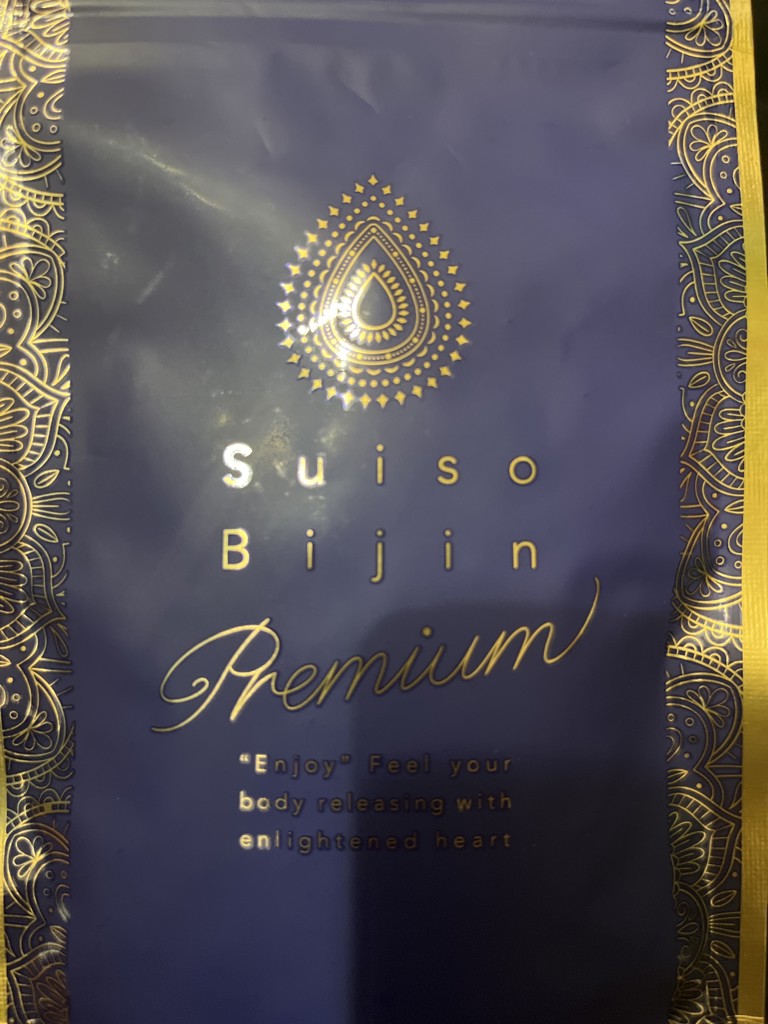 Suiso
Bijin
Premium
“Enjoy” Feel your
body releasing with
enlightened heart